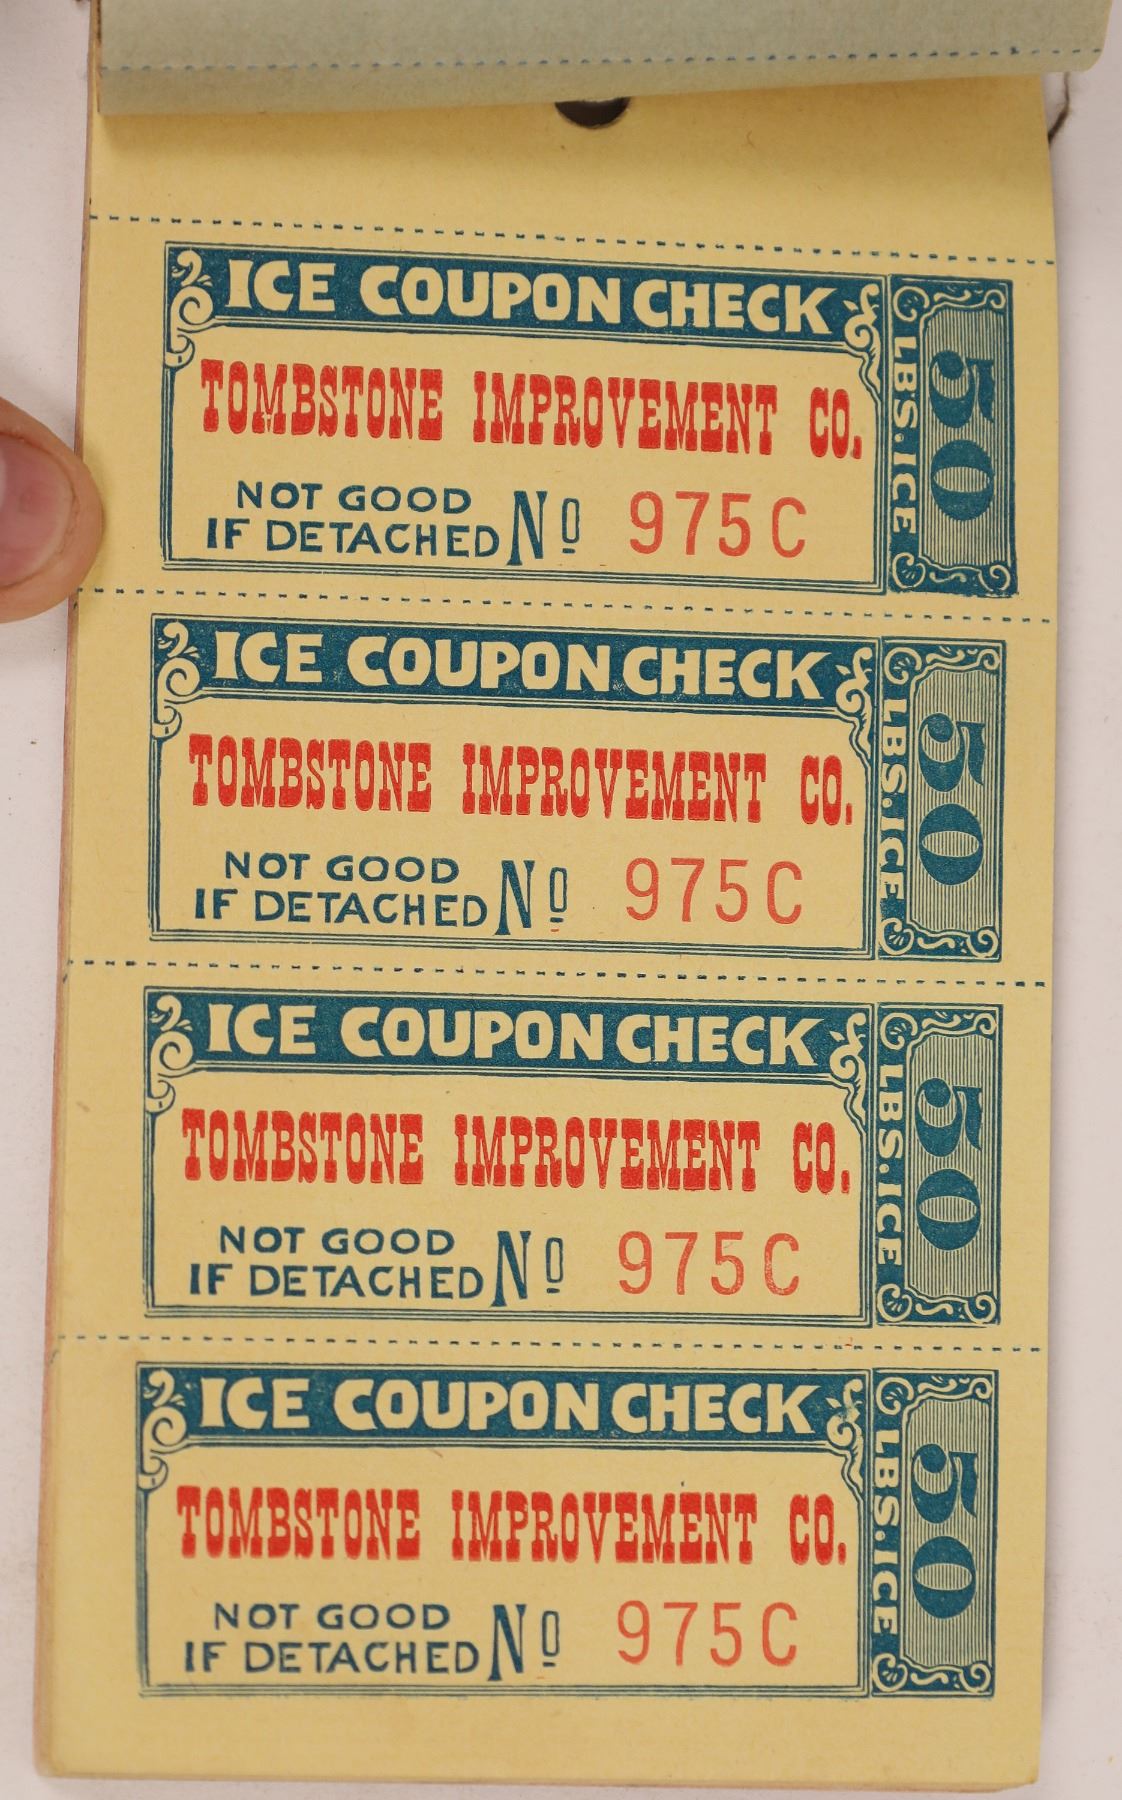 ICE COUPON CHECK
TOMBSTONE IMPROVEMENT CO.
NOT GOOD
IF DETACHED No 975C
50
LBS. ICE
ICE COUPON CHECK
TOMBSTONE IMPROVEMENT CO.
NOT GOOD
IF DETACHED No 975C
50
LBS. ICE
ICE COUPON CHECK
TOMBSTONE IMPROVEMENT CO.
NOT GOOD
IF DETACHED No 975C
50
LBS. ICE
ICE COUPON CHECK
TOMBSTONE IMPROVEMENT CO.
NOT GOOD
IF DETACHED No 975C
50
LBS. ICE